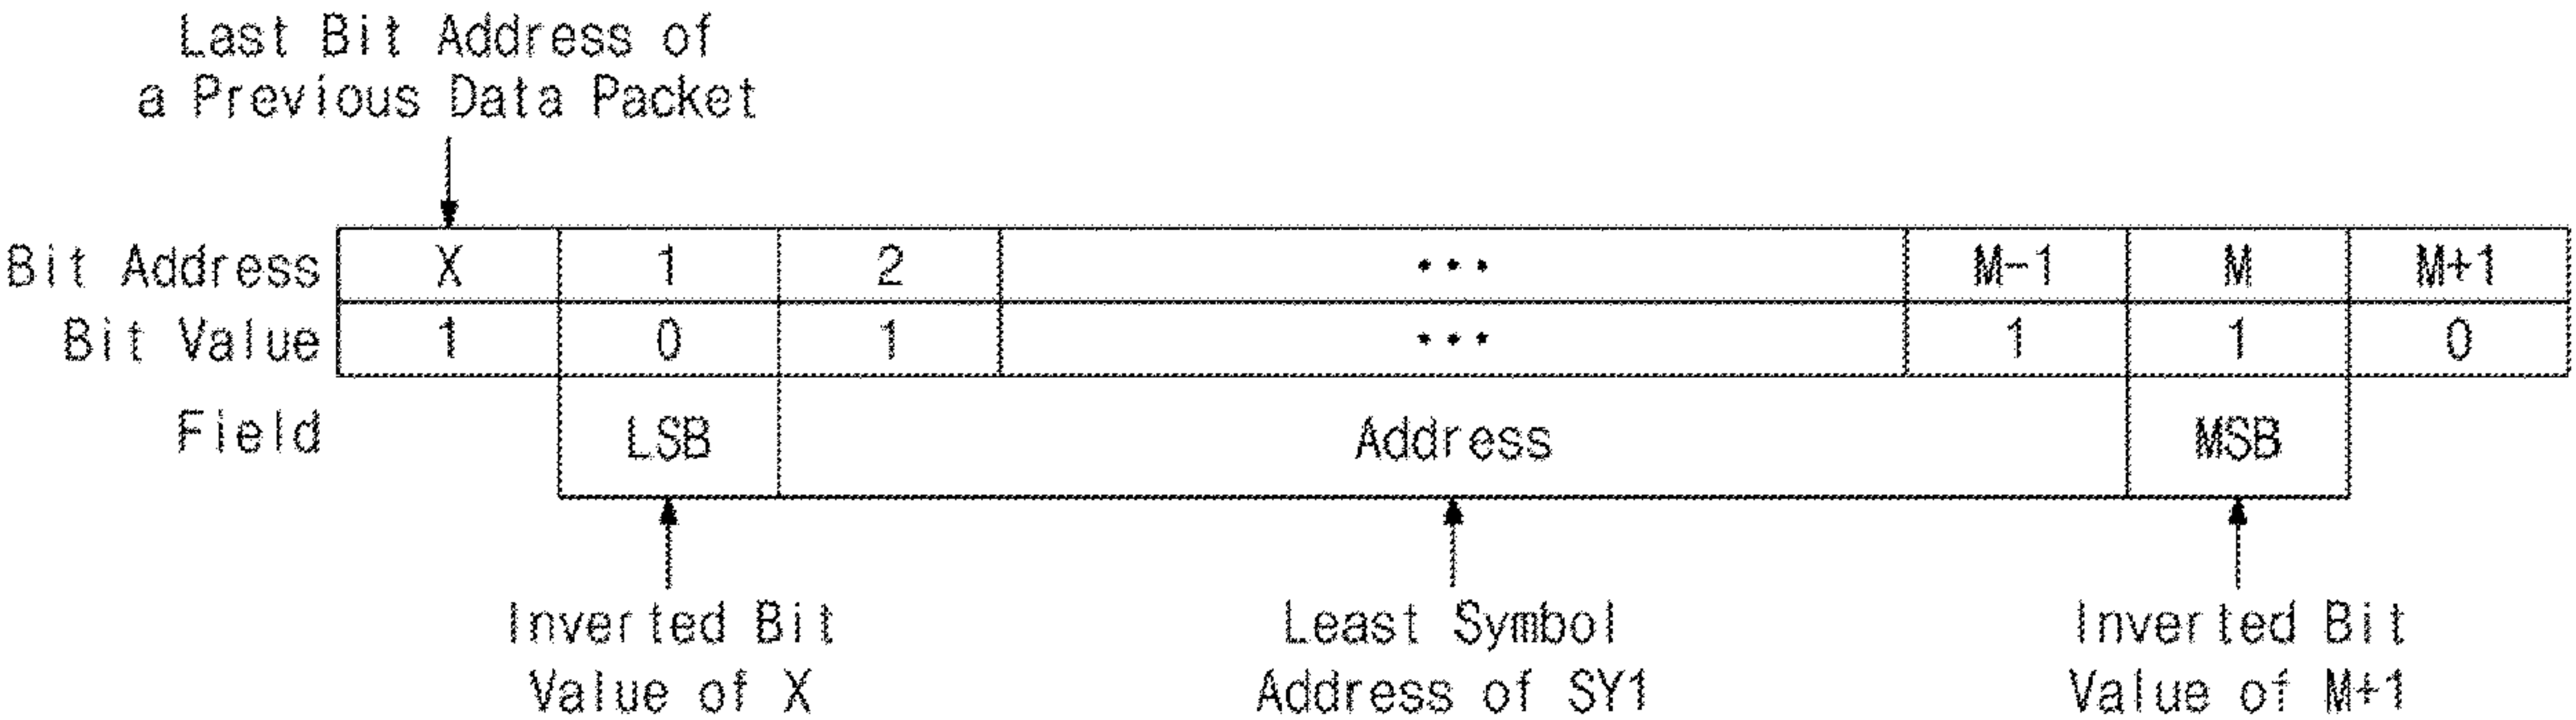 Last Bit Address of
a Previous Data Packet
Bit Address X 1 2 ••• M-1 M M+1
Bit Value 1 0 1 ••• 1 1 0
Field LSB Address MSB
Inverted Bit
Value of X
Least Symbol
Address of SY1
Inverted Bit
Value of M+1